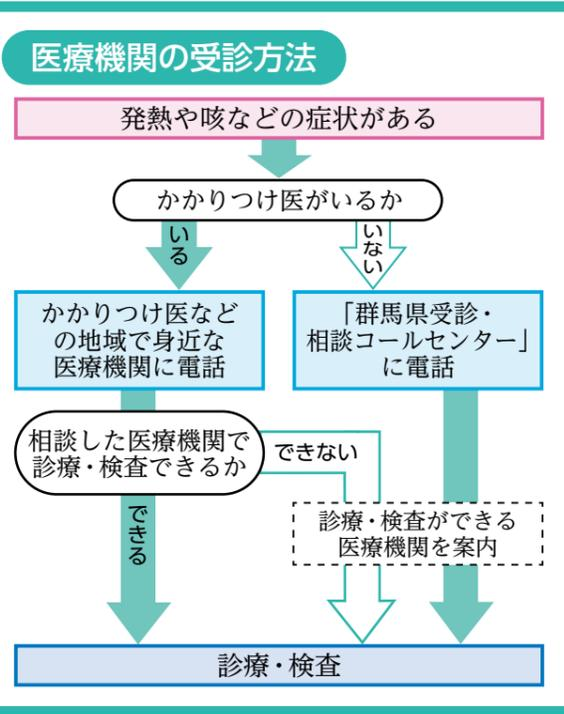 医療機関の受診方法
発熱や咳などの症状がある
かかりつけ医がいるか
いる
いない
かかりつけ医など
の地域で身近な
医療機関に電話
「群馬県受診・
相談コールセンター」
に電話
相談した医療機関で
診療・検査できるか
できない
できる
診療・検査ができる
医療機関を案内
診療・検査